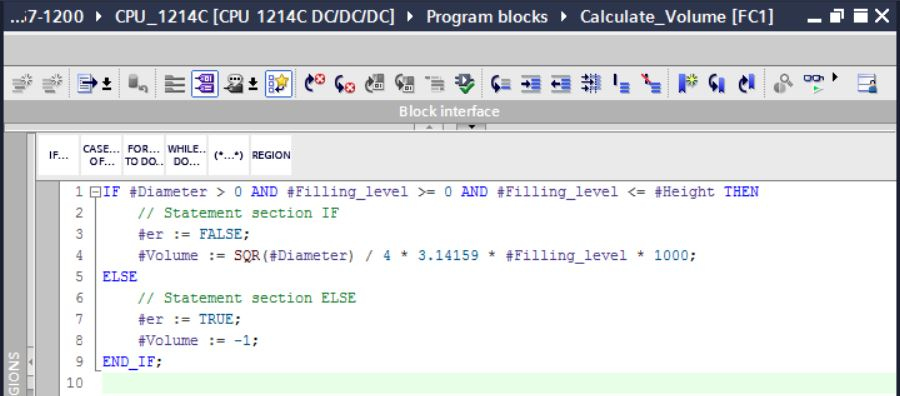 ...7-1200 ▸ CPU_1214C [CPU 1214C DC/DC/DC] ▸ Program blocks ▸ Calculate_Volume [FC1]
Block interface
IF... CASE... OF... FOR... TO DO.. WHILE.. DO... (*...*) REGION
1 IF #Diameter > 0 AND #Filling_level >= 0 AND #Filling_level <= #Height THEN
2 // Statement section IF
3 #er := FALSE;
4 #Volume := SQR(#Diameter) / 4 * 3.14159 * #Filling_level * 1000;
5 ELSE
6 // Statement section ELSE
7 #er := TRUE;
8 #Volume := -1;
9 END_IF;
10
GIONS